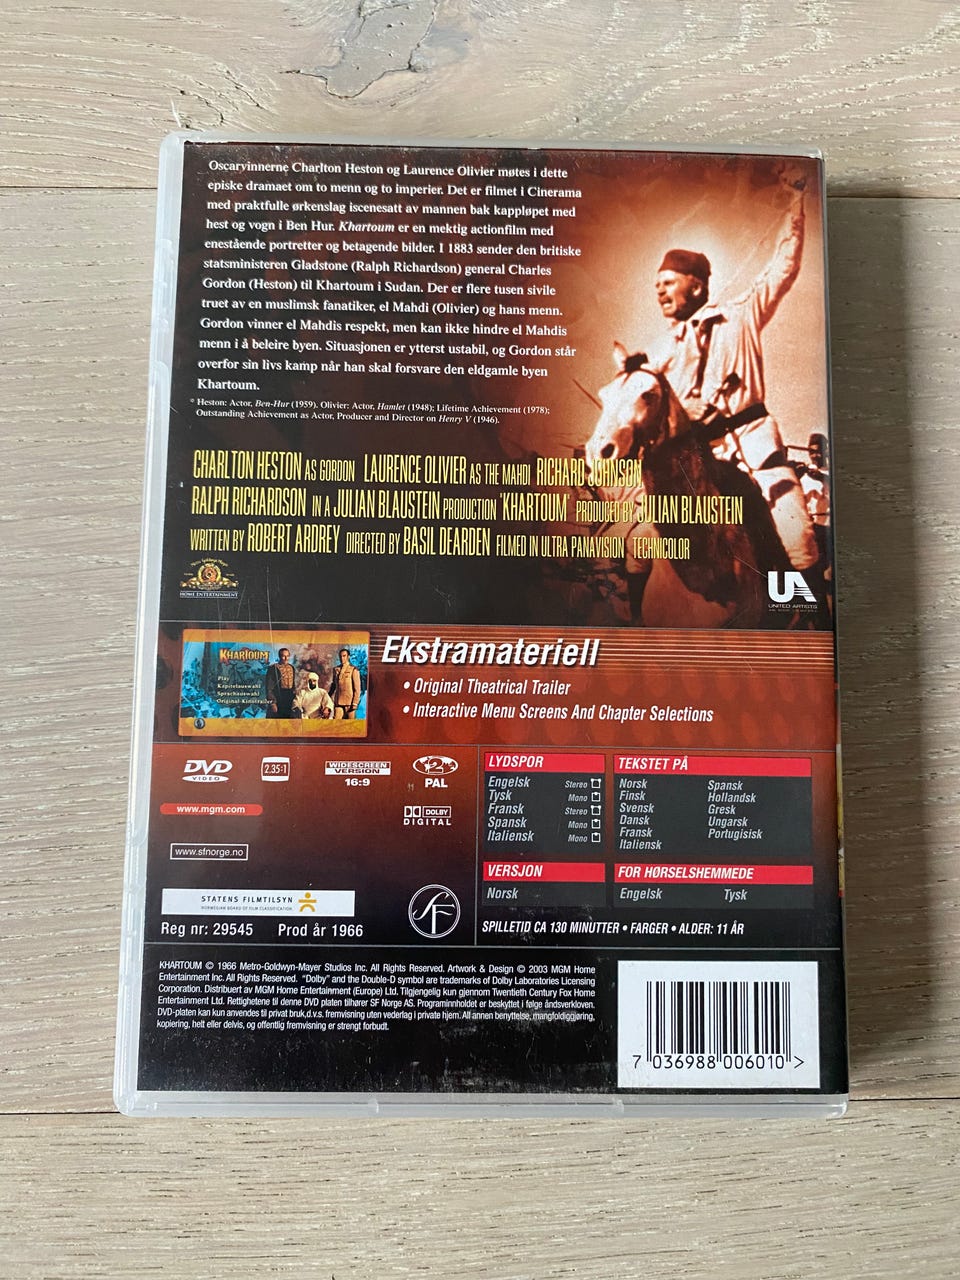 Oscarvinnerne Charlton Heston og Laurence Olivier møtes i dette
episke dramaet om to menn og to imperier. Det er filmet i Cinerama
med praktfulle ørkenslag iscenesatt av mannen bak kappløpet med
hest og vogn i Ben Hur. Khartoum er en mektig actionfilm med
enestående portretter og betagende bilder. I 1883 sender den britiske
statsministeren Gladstone (Ralph Richardson) general Charles
Gordon (Heston) til Khartoum i Sudan. Der er flere tusen sivile
truet av en muslimsk fanatiker, el Mahdi (Olivier) og hans menn.
Gordon vinner el Mahdis respekt, men kan ikke hindre el Mahdis
menn i å beleire byen. Situasjonen er ytterst ustabil, og Gordon står
overfor sin livs kamp når han skal forsvare den eldgamle byen
Khartoum.
* Heston: Actor, Ben-Hur (1959). Olivier: Actor, Hamlet (1948); Lifetime Achievement (1978);
Outstanding Achievement as Actor, Producer and Director on Henry V (1946).
CHARLTON HESTON AS GORDON LAURENCE OLIVIER AS THE MAHDI RICHARD JOHNSON
RALPH RICHARDSON IN A JULIAN BLAUSTEIN PRODUCTION 'KHARTOUM' PRODUCED BY JULIAN BLAUSTEIN
WRITTEN BY ROBERT ARDREY DIRECTED BY BASIL DEARDEN FILMED IN ULTRA PANAVISION TECHNICOLOR
HOME ENTERTAINMENT
UA
UNITED ARTISTS
KHARTOUM
Play
Kapitelauswahl
Sprachauswahl
Original-Kinotrailer
Ekstramateriell
• Original Theatrical Trailer
• Interactive Menu Screens And Chapter Selections
DVD
VIDEO
2.35:1
WIDESCREEN
VERSION
16:9
2
PAL
www.mgm.com
DOLBY
DIGITAL
www.sfnorge.no
STATENS FILMTILSYN
NORWEGIAN BOARD OF FILM CLASSIFICATION
Reg nr: 29545 Prod år 1966
SF
LYDSPOR
Engelsk Stereo
Tysk Mono
Fransk Stereo
Spansk Mono
Italiensk Mono
TEKSTET PÅ
Norsk Spansk
Finsk Hollandsk
Svensk Gresk
Dansk Ungarsk
Fransk Portugisisk
Italiensk
VERSJON
Norsk
FOR HØRSELSHEMMEDE
Engelsk Tysk
SPILLETID CA 130 MINUTTER • FARGER • ALDER: 11 ÅR
KHARTOUM © 1966 Metro-Goldwyn-Mayer Studios Inc. All Rights Reserved. Artwork & Design © 2003 MGM Home
Entertainment Inc. All Rights Reserved. "Dolby" and the Double-D symbol are trademarks of Dolby Laboratories Licensing
Corporation. Distribuert av MGM Home Entertainment (Europe) Ltd. Tilgjengelig kun gjennom Twentieth Century Fox Home
Entertainment Ltd. Rettighetene til denne DVD platen tilhører SF Norge AS. Programinnholdet er beskyttet i følge åndsverkloven.
DVD-platen kan kun anvendes til privat bruk,d.v.s. fremvisning uten vederlag i private hjem. All annen benyttelse, mangfoldiggjøring,
kopiering, helt eller delvis, og offentlig fremvisning er strengt forbudt.
7 036988 006010 >